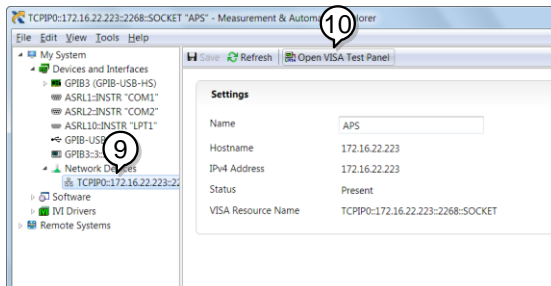 TCPIP0::172.16.22.223::2268::SOCKET "APS" - Measurement & Automation Explorer
10
File Edit View Tools Help
Save Refresh Open VISA Test Panel
My System
Devices and Interfaces
GPIB3 (GPIB-USB-HS)
ASRL1::INSTR "COM1"
ASRL2::INSTR "COM2"
ASRL10::INSTR "LPT1"
GPIB-USB
GPIB3::3::
9
Network Devices
TCPIP0::172.16.22.223::22
Software
IVI Drivers
Remote Systems
Settings
Name APS
Hostname 172.16.22.223
IPv4 Address 172.16.22.223
Status Present
VISA Resource Name TCPIP0::172.16.22.223::2268::SOCKET